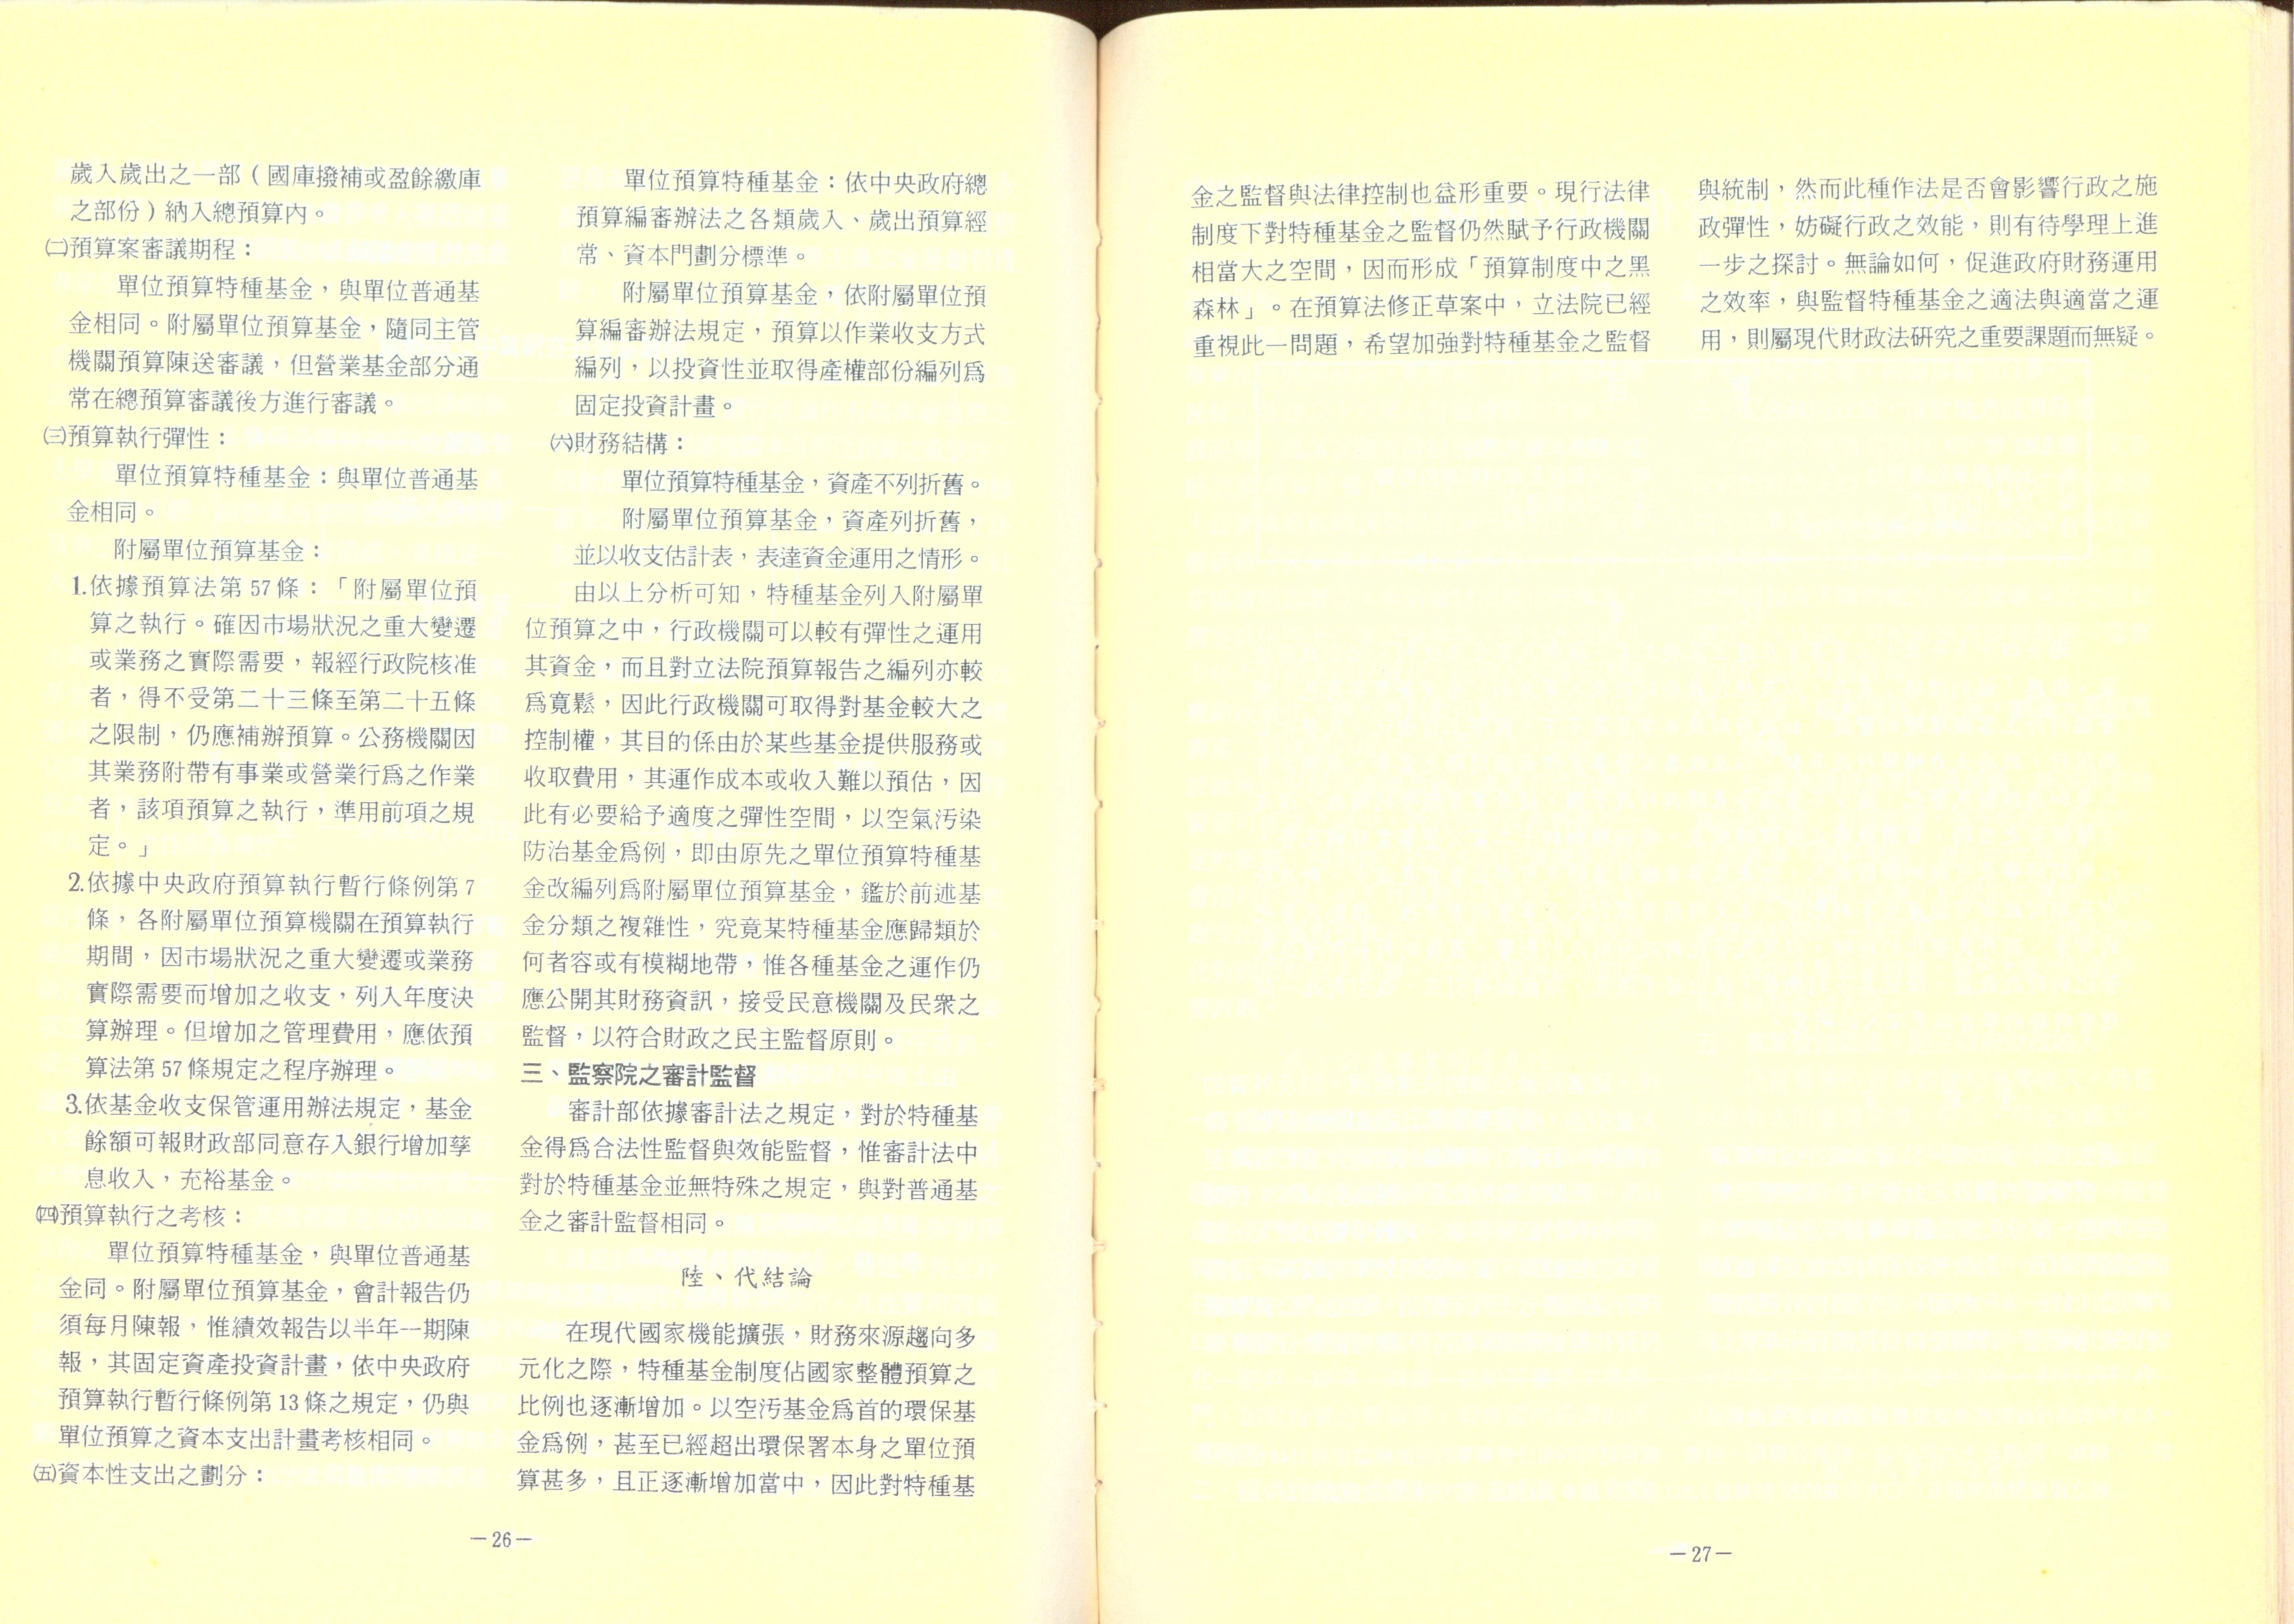 歲入歲出之一部(國庫撥補或盈餘繳庫
之部份)納入總預算內。
㈡預算案審議期程:
單位預算特種基金,與單位普通基
金相同。附屬單位預算基金,隨同主管
機關預算陳送審議,但營業基金部分通
常在總預算審議後方進行審議。
㈢預算執行彈性:
單位預算特種基金:與單位普通基
金相同。
附屬單位預算基金:
1.依據預算法第57條:「附屬單位預
算之執行。確因市場狀況之重大變遷
或業務之實際需要,報經行政院核准
者,得不受第二十三條至第二十五條
之限制,仍應補辦預算。公務機關因
其業務附帶有事業或營業行為之作業
者,該項預算之執行,準用前項之規
定。」
2.依據中央政府預算執行暫行條例第7
條,各附屬單位預算機關在預算執行
期間,因市場狀況之重大變遷或業務
實際需要而增加之收支,列入年度決
算辦理。但增加之管理費用,應依預
算法第57條規定之程序辦理。
3.依基金收支保管運用辦法規定,基金
餘額可報財政部同意存入銀行增加孳
息收入,充裕基金。
㈣預算執行之考核:
單位預算特種基金,與單位普通基
金同。附屬單位預算基金,會計報告仍
須每月陳報,惟績效報告以半年一期陳
報,其固定資產投資計畫,依中央政府
預算執行暫行條例第13條之規定,仍與
單位預算之資本支出計畫考核相同。
㈤資本性支出之劃分:
單位預算特種基金:依中央政府總
預算編審辦法之各類歲入、歲出預算經
常、資本門劃分標準。
附屬單位預算基金,依附屬單位預
算編審辦法規定,預算以作業收支方式
編列,以投資性並取得產權部份編列爲
固定投資計畫。
㈥財務結構:
單位預算特種基金,資產不列折舊。
附屬單位預算基金,資產列折舊,
並以收支估計表,表達資金運用之情形。
由以上分析可知,特種基金列入附屬單
位預算之中,行政機關可以較有彈性之運用
其資金,而且對立法院預算報告之編列亦較
爲寬鬆,因此行政機關可取得對基金較大之
控制權,其目的係由於某些基金提供服務或
收取費用,其運作成本或收入難以預估,因
此有必要給予適度之彈性空間,以空氣污染
防治基金爲例,即由原先之單位預算特種基
金改編列爲附屬單位預算基金,鑑於前述基
金分類之複雜性,究竟某特種基金應歸類於
何者容或有模糊地帶,惟各種基金之運作仍
應公開其財務資訊,接受民意機關及民衆之
監督,以符合財政之民主監督原則。
三、監察院之審計監督
審計部依據審計法之規定,對於特種基
金得爲合法性監督與效能監督,惟審計法中
對於特種基金並無特殊之規定,與對普通基
金之審計監督相同。
陸、代結論
在現代國家機能擴張,財務來源趨向多
元化之際,特種基金制度佔國家整體預算之
比例也逐漸增加。以空污基金爲首的環保基
金爲例,甚至已經超出環保署本身之單位預
算甚多,且正逐漸增加當中,因此對特種基
—26—
金之監督與法律控制也益形重要。現行法律
制度下對特種基金之監督仍然賦予行政機關
相當大之空間,因而形成「預算制度中之黑
森林」。在預算法修正草案中,立法院已經
重視此一問題,希望加強對特種基金之監督
與統制,然而此種作法是否會影響行政之施
政彈性,妨礙行政之效能,則有待學理上進
一步之探討。無論如何,促進政府財務運用
之效率,與監督特種基金之適法與適當之運
用,則屬現代財政法研究之重要課題而無疑。
—27—